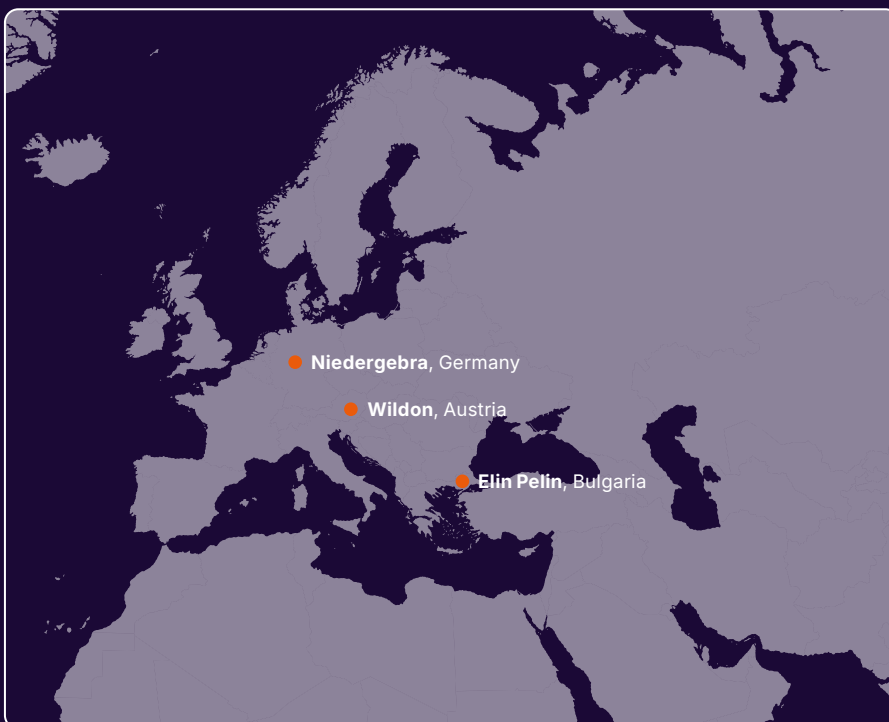 Niedergebra, Germany
Wildon, Austria
Elin Pelin, Bulgaria